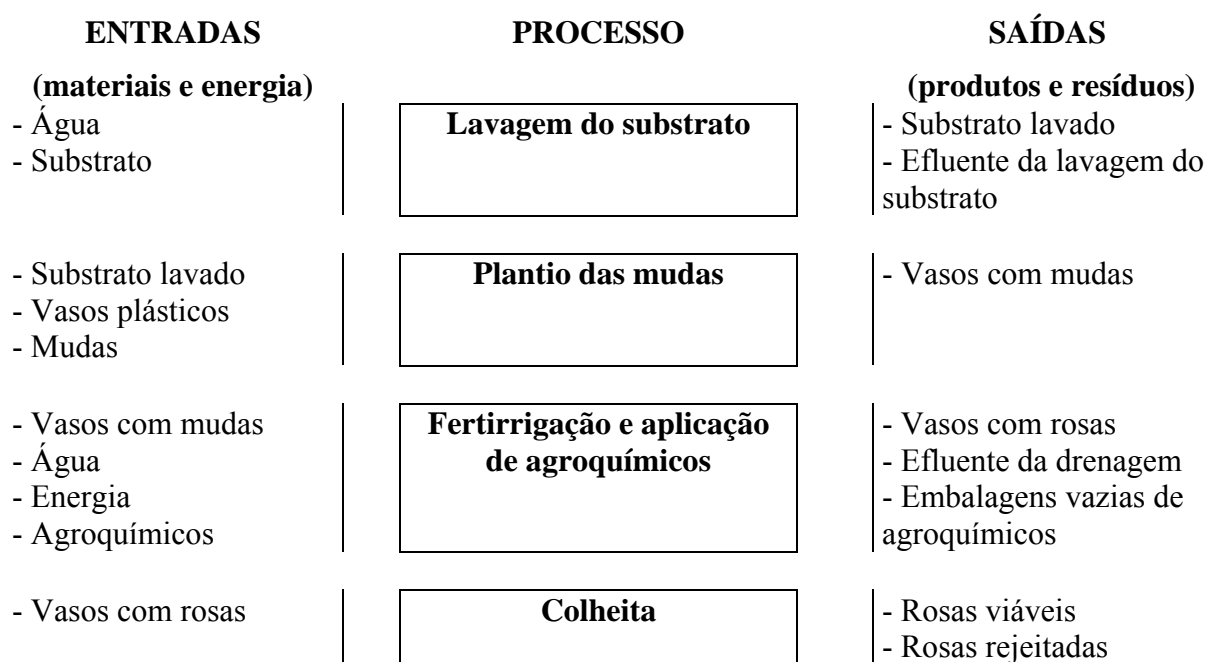 ENTRADAS PROCESSO SAÍDAS
(materiais e energia) (produtos e resíduos)
- Água
- Substrato
Lavagem do substrato
- Substrato lavado
- Efluente da lavagem do
substrato
- Substrato lavado
- Vasos plásticos
- Mudas
Plantio das mudas
- Vasos com mudas
- Vasos com mudas
- Água
- Energia
- Agroquímicos
Fertirrigação e aplicação
de agroquímicos
- Vasos com rosas
- Efluente da drenagem
- Embalagens vazias de
agroquímicos
- Vasos com rosas
Colheita
- Rosas viáveis
- Rosas rejeitadas